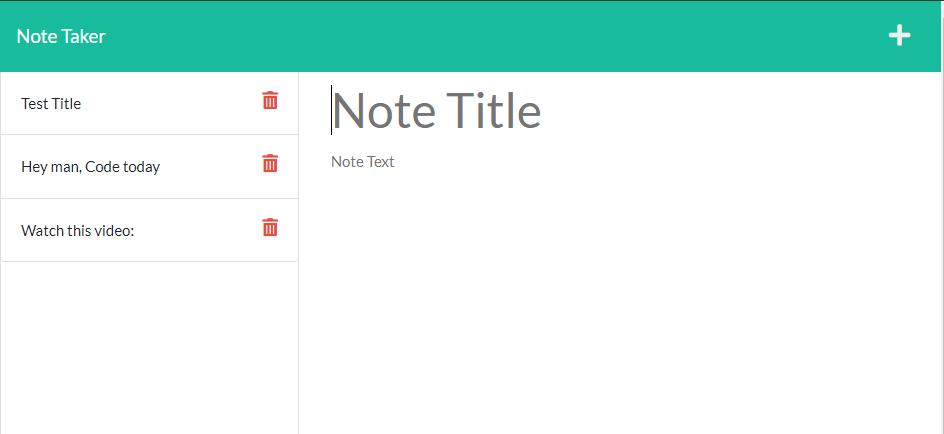 Note Taker
Test Title
Hey man, Code today
Watch this video:
Note Title
Note Text